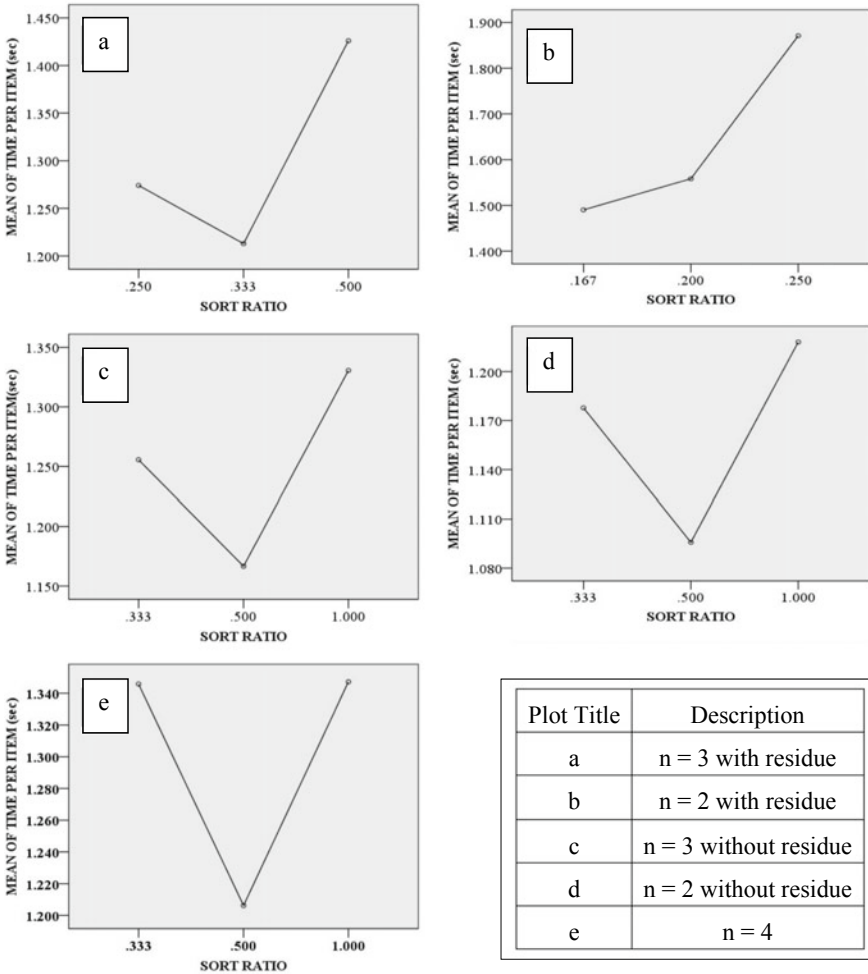 a
MEAN OF TIME PER ITEM (sec)
1.450
1.400
1.350
1.300
1.250
1.200
.250 .333 .500
SORT RATIO
b
MEAN OF TIME PER ITEM (sec)
1.900
1.800
1.700
1.600
1.500
1.400
.167 .200 .250
SORT RATIO
c
MEAN OF TIME PER ITEM(sec)
1.350
1.300
1.250
1.200
1.150
.333 .500 1.000
SORT RATIO
d
MEAN OF TIME PER ITEM (sec)
1.200
1.170
1.140
1.110
1.080
.333 .500 1.000
SORT RATIO
e
MEAN OF TIME PER ITEM (sec)
1.340
1.320
1.300
1.280
1.260
1.240
1.220
1.200
.333 .500 1.000
SORT RATIO
Plot Title Description
a n = 3 with residue
b n = 2 with residue
c n = 3 without residue
d n = 2 without residue
e n = 4